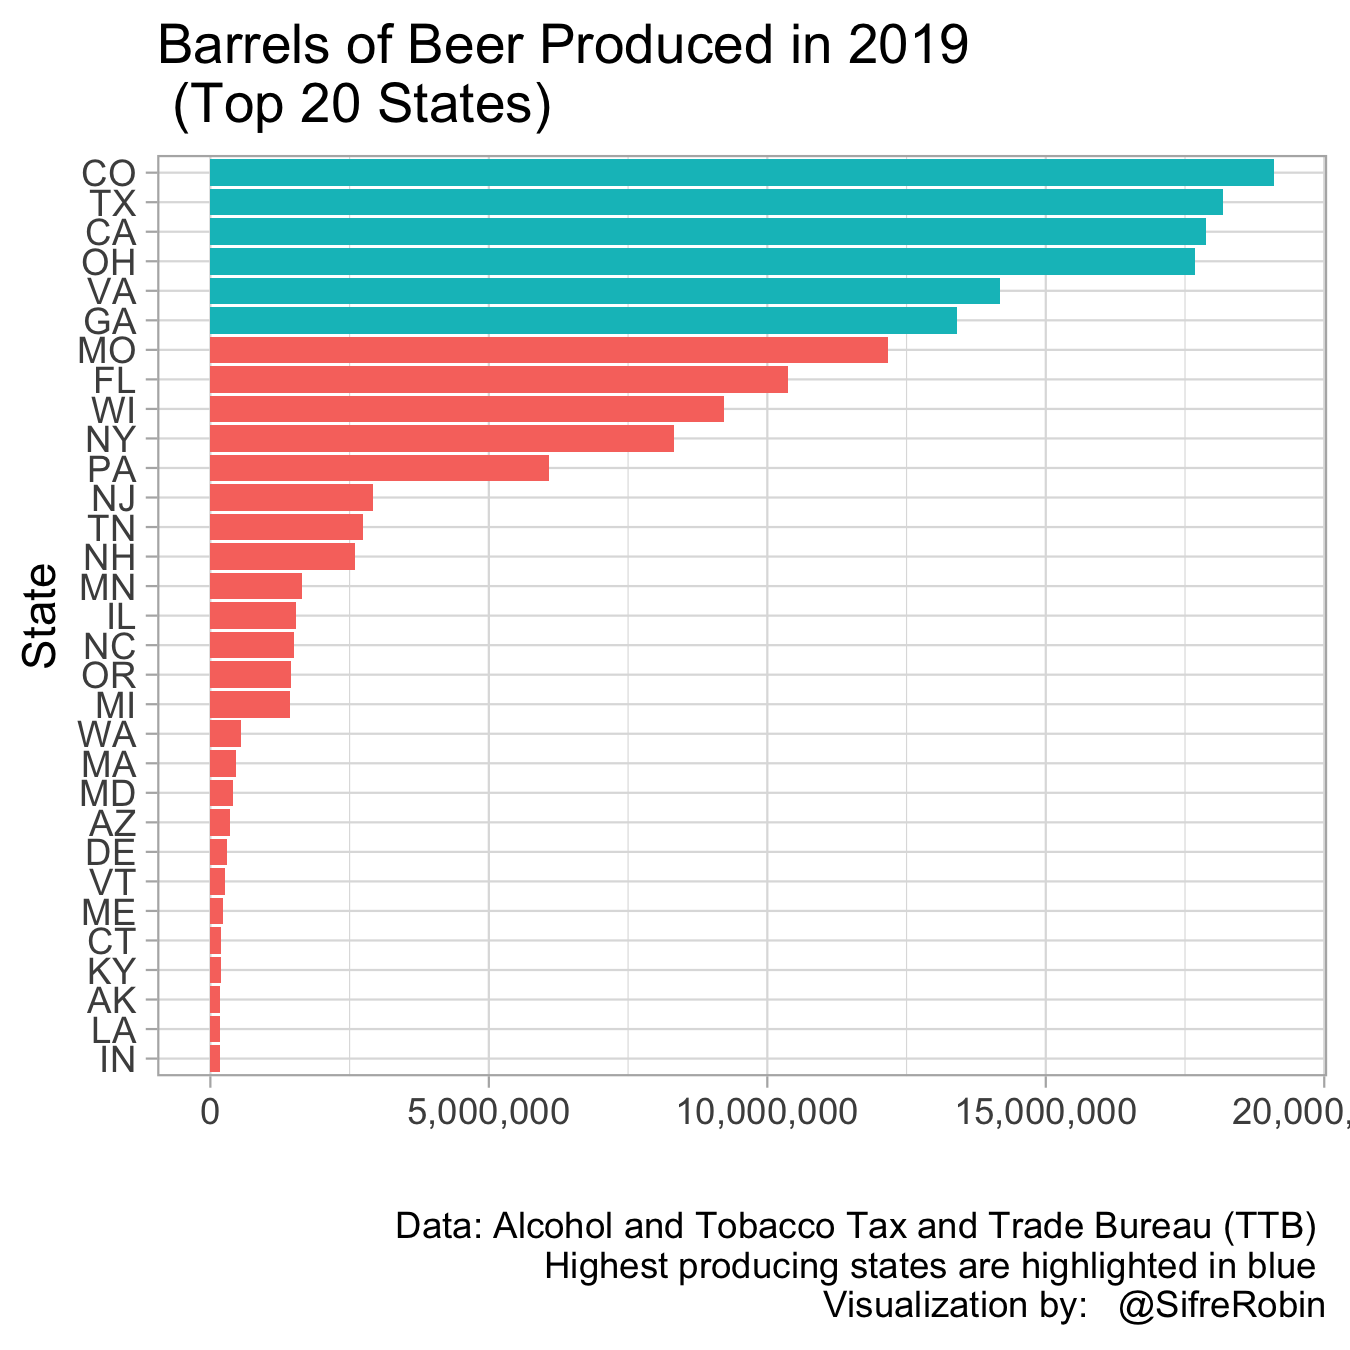 Barrels of Beer Produced in 2019
(Top 20 States)
CO
TX
CA
OH
VA
GA
MO
FL
WI
NY
PA
NJ
TN
NH
MN
IL
NC
OR
MI
WA
MA
MD
AZ
DE
VT
ME
CT
KY
AK
LA
IN
State
0 5,000,000 10,000,000 15,000,000 20,000,
Data: Alcohol and Tobacco Tax and Trade Bureau (TTB)
Highest producing states are highlighted in blue
Visualization by: @SifreRobin